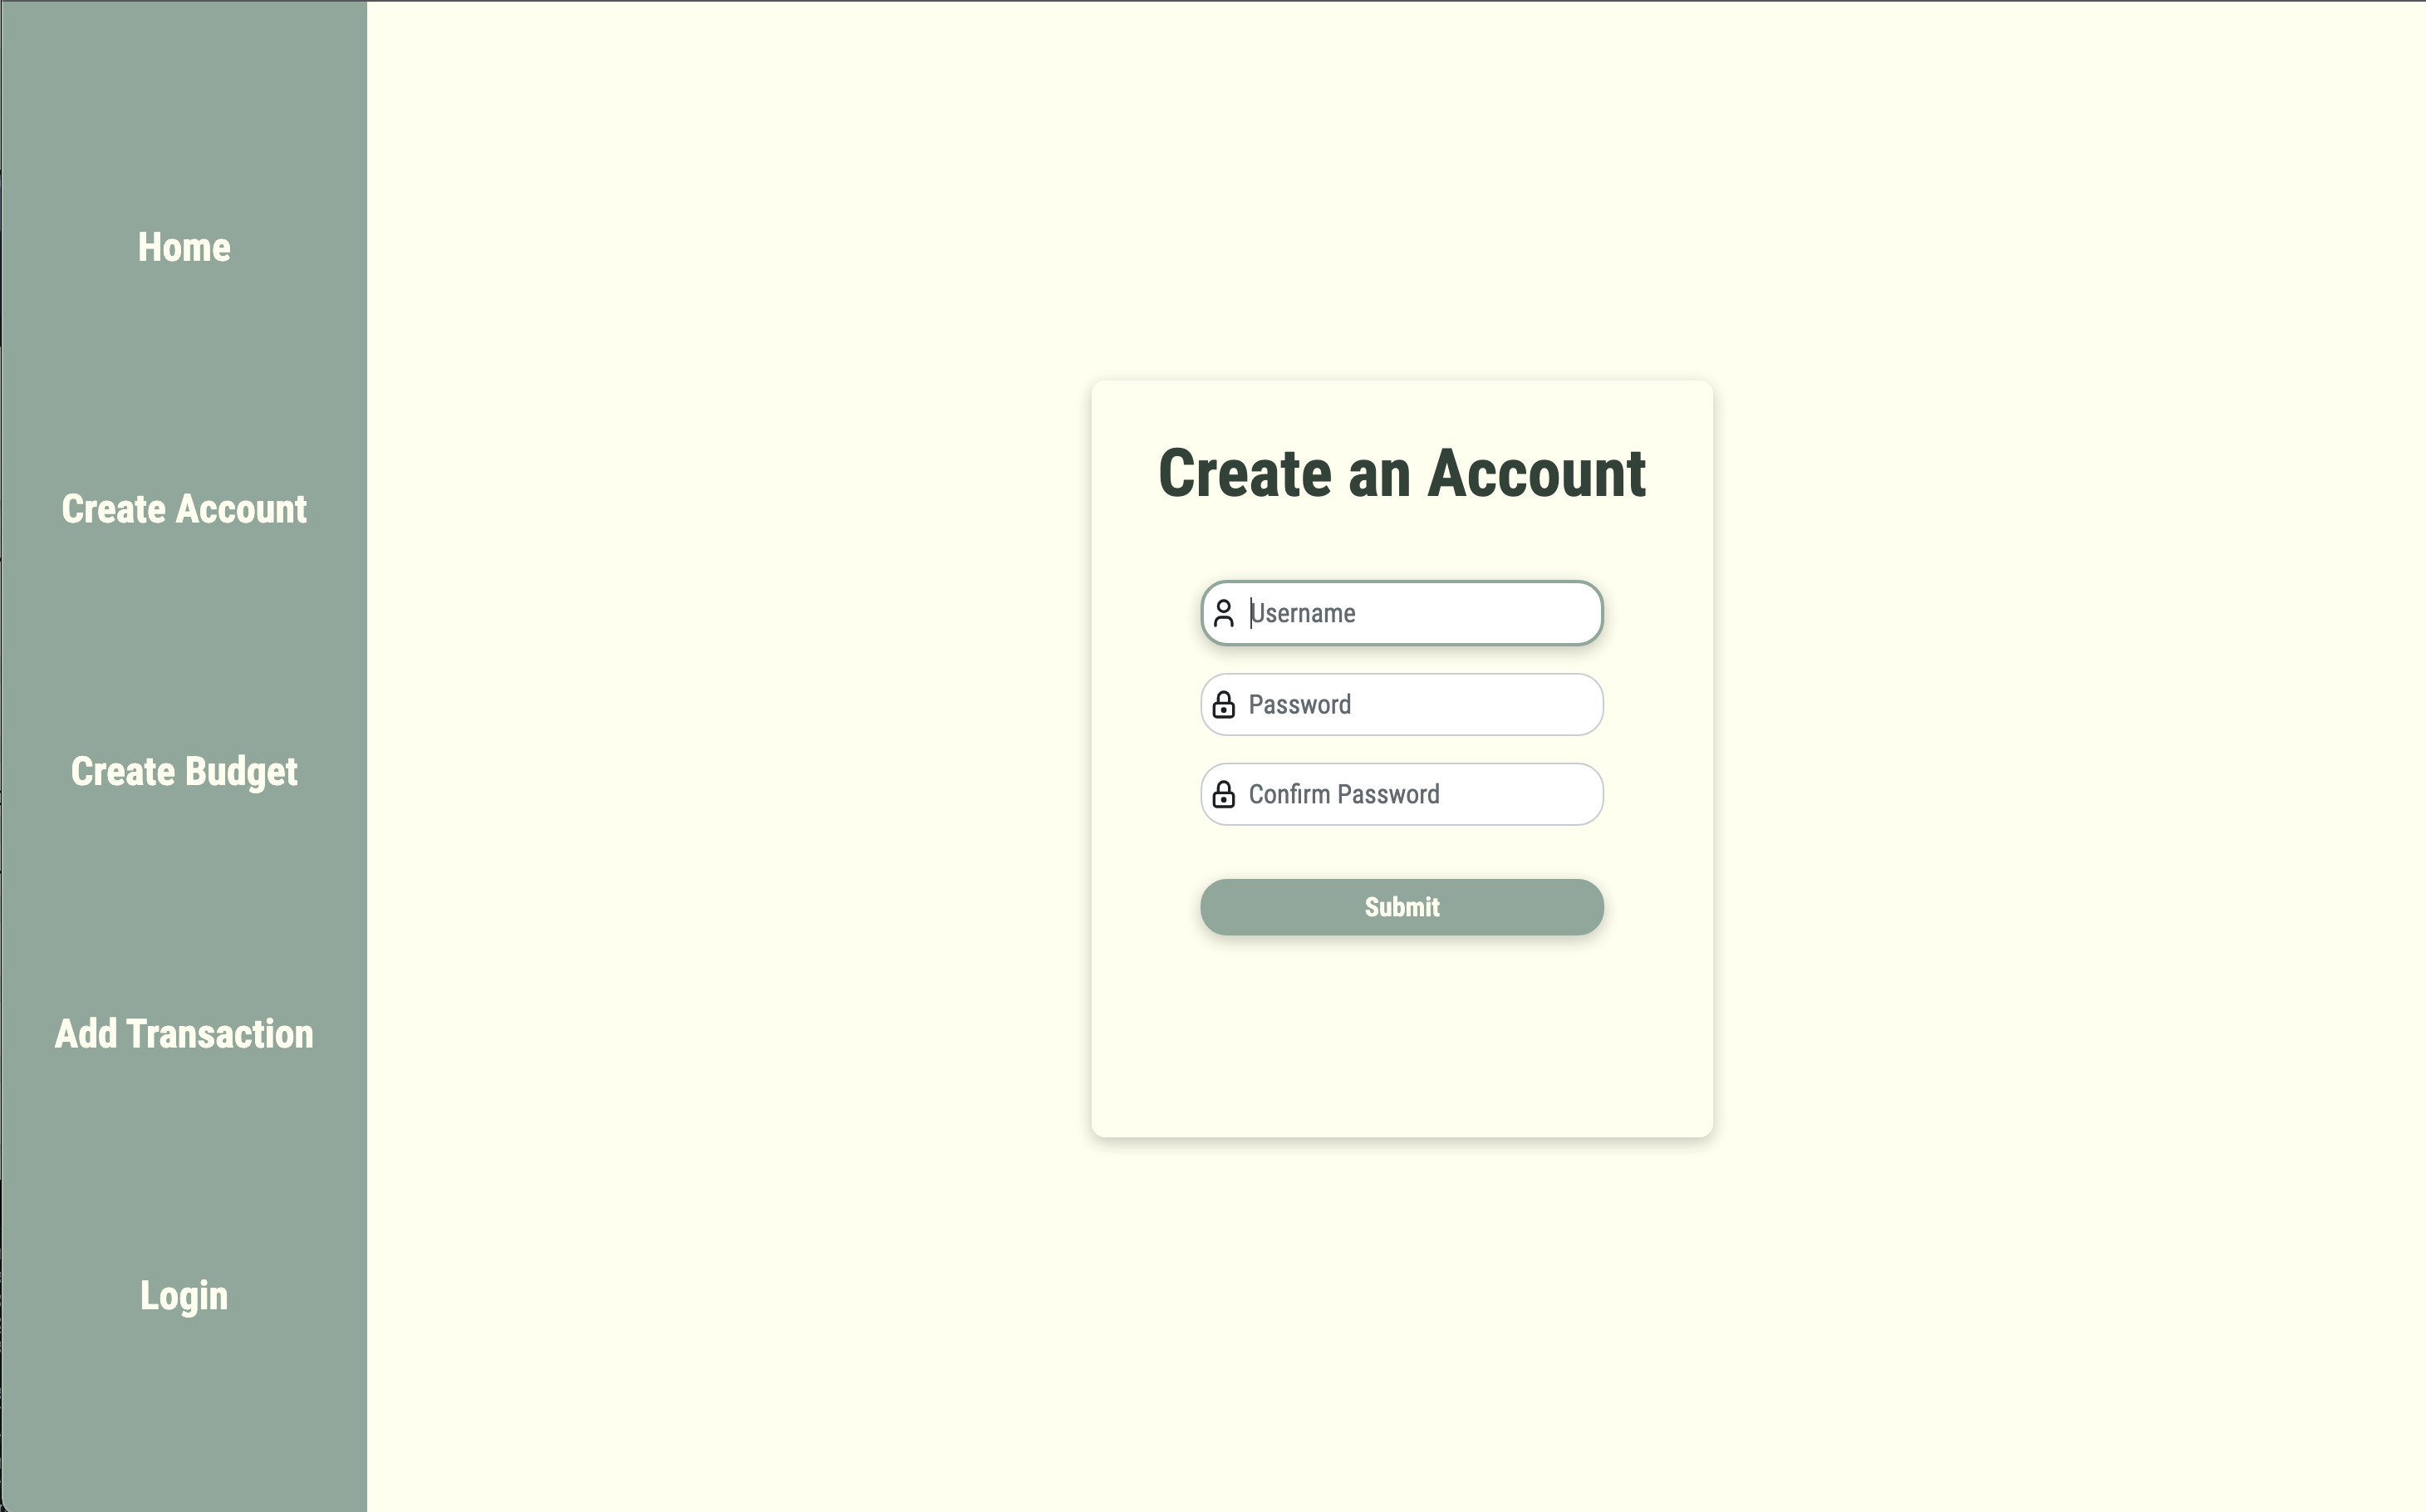 Home
Create Account
Create Budget
Add Transaction
Login
Create an Account
Username
Password
Confirm Password
Submit